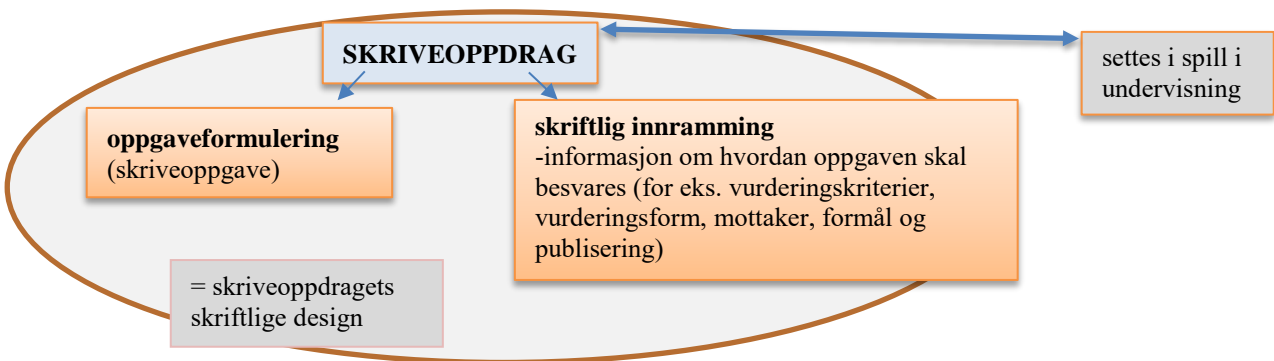 SKRIVEOPPDRAG
settes i spill i
undervisning
oppgaveformulering
(skriveoppgave)
skriftlig innramming
-informasjon om hvordan oppgaven skal
besvares (for eks. vurderingskriterier,
vurderingsform, mottaker, formål og
publisering)
= skriveoppdragets
skriftlige design